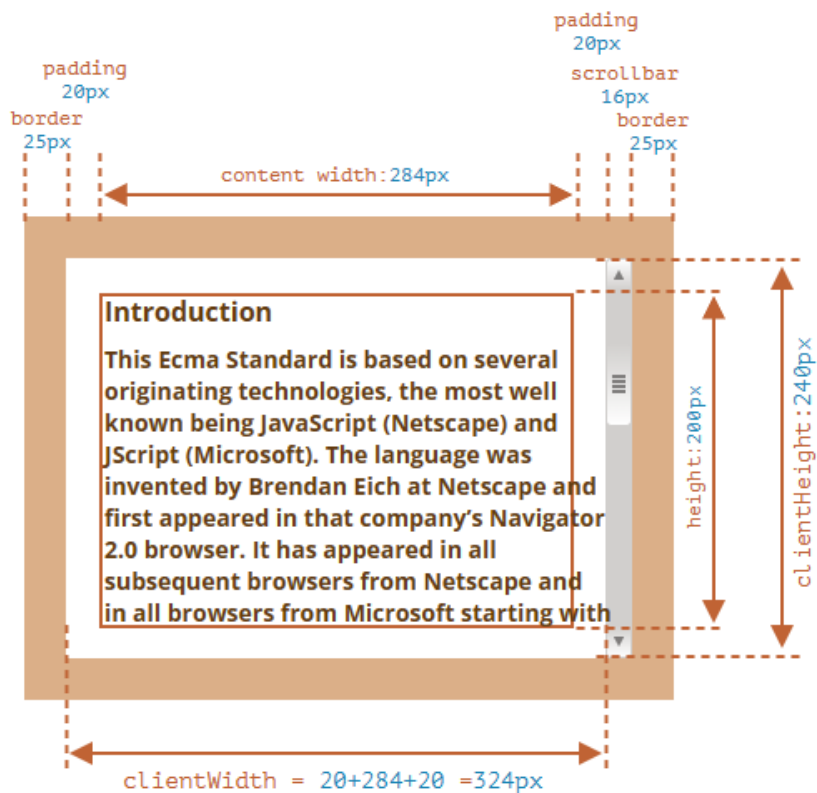 padding
20px
padding
20px
scrollbar
16px
border
25px
border
25px
content width:284px
Introduction
This Ecma Standard is based on several
originating technologies, the most well
known being JavaScript (Netscape) and
JScript (Microsoft). The language was
invented by Brendan Eich at Netscape and
first appeared in that company’s Navigator
2.0 browser. It has appeared in all
subsequent browsers from Netscape and
in all browsers from Microsoft starting with
height:200px
clientHeight:240px
clientWidth = 20+284+20 =324px